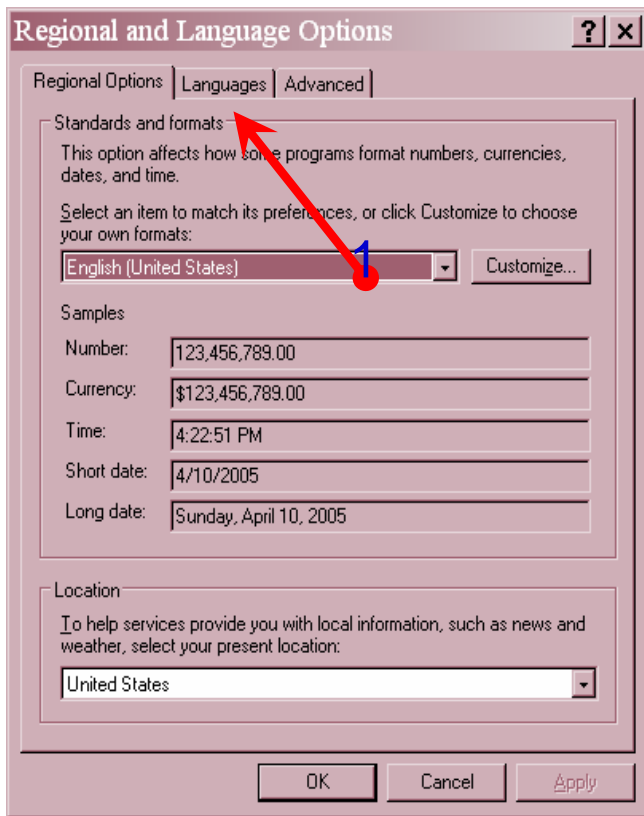 Regional and Language Options
Regional Options Languages Advanced
Standards and formats
This option affects how some programs format numbers, currencies,
dates, and time.
Select an item to match its preferences, or click Customize to choose
your own formats:
1
English (United States) Customize...
Samples
Number: 123,456,789.00
Currency: $123,456,789.00
Time: 4:22:51 PM
Short date: 4/10/2005
Long date: Sunday, April 10, 2005
Location
To help services provide you with local information, such as news and
weather, select your present location:
United States
OK Cancel Apply